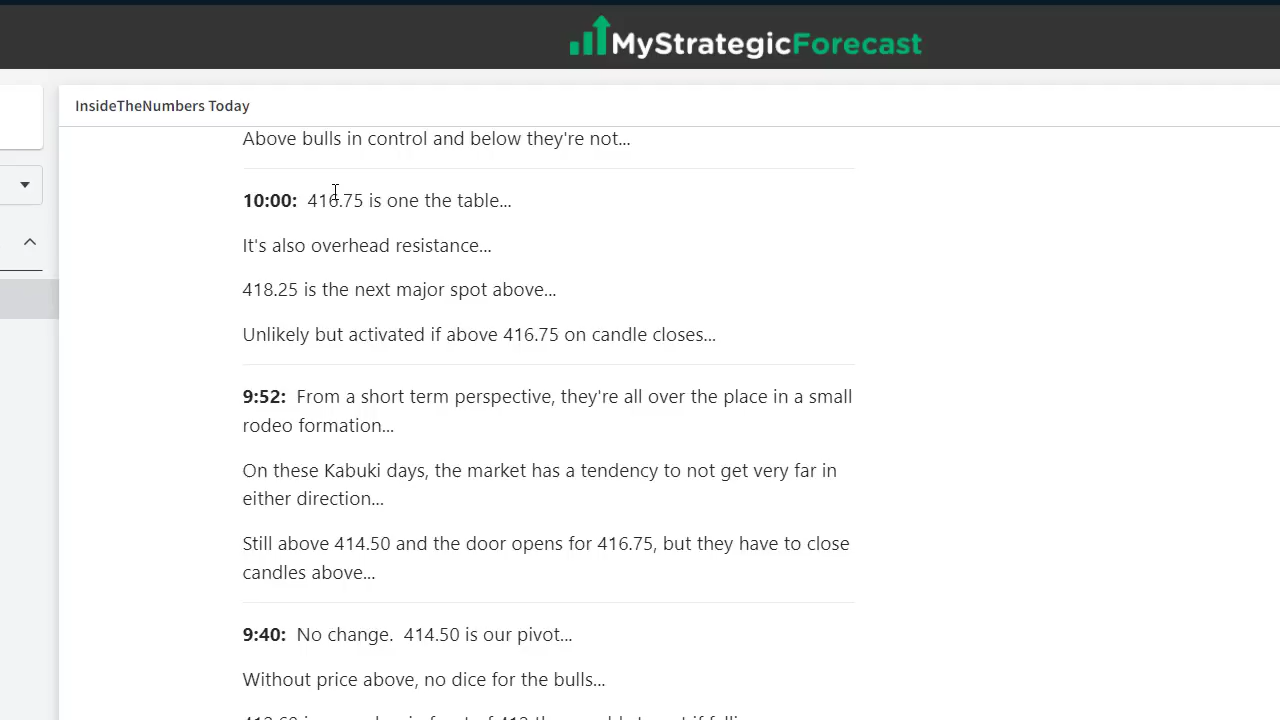 MyStrategicForecast
InsideTheNumbers Today
Above bulls in control and below they're not...
10:00: 416.75 is one the table...
It's also overhead resistance...
418.25 is the next major spot above...
Unlikely but activated if above 416.75 on candle closes...
9:52: From a short term perspective, they're all over the place in a small
rodeo formation...
On these Kabuki days, the market has a tendency to not get very far in
either direction...
Still above 414.50 and the door opens for 416.75, but they have to close
candles above...
9:40: No change. 414.50 is our pivot...
Without price above, no dice for the bulls...